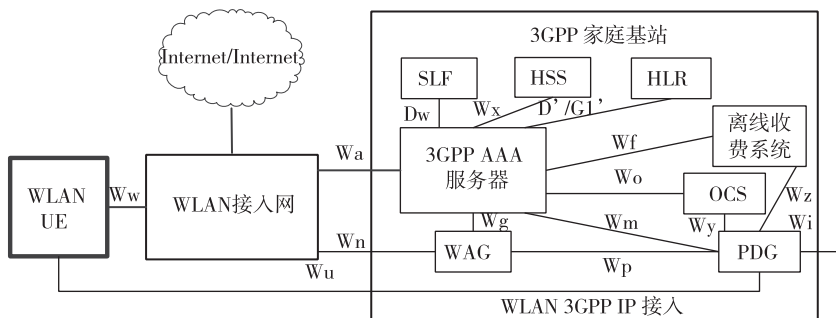 3GPP 家庭基站
Internet/Internet
SLF
HSS
HLR
Dw
Wx
D’/G1’
离线收
费系统
Wa
3GPP AAA
服务器
Wf
WLAN
UE
Ww
WLAN接入网
Wo
OCS
Wz
Wg
Wm
Wy
Wi
Wn
WAG
PDG
Wu
Wp
WLAN 3GPP IP 接入